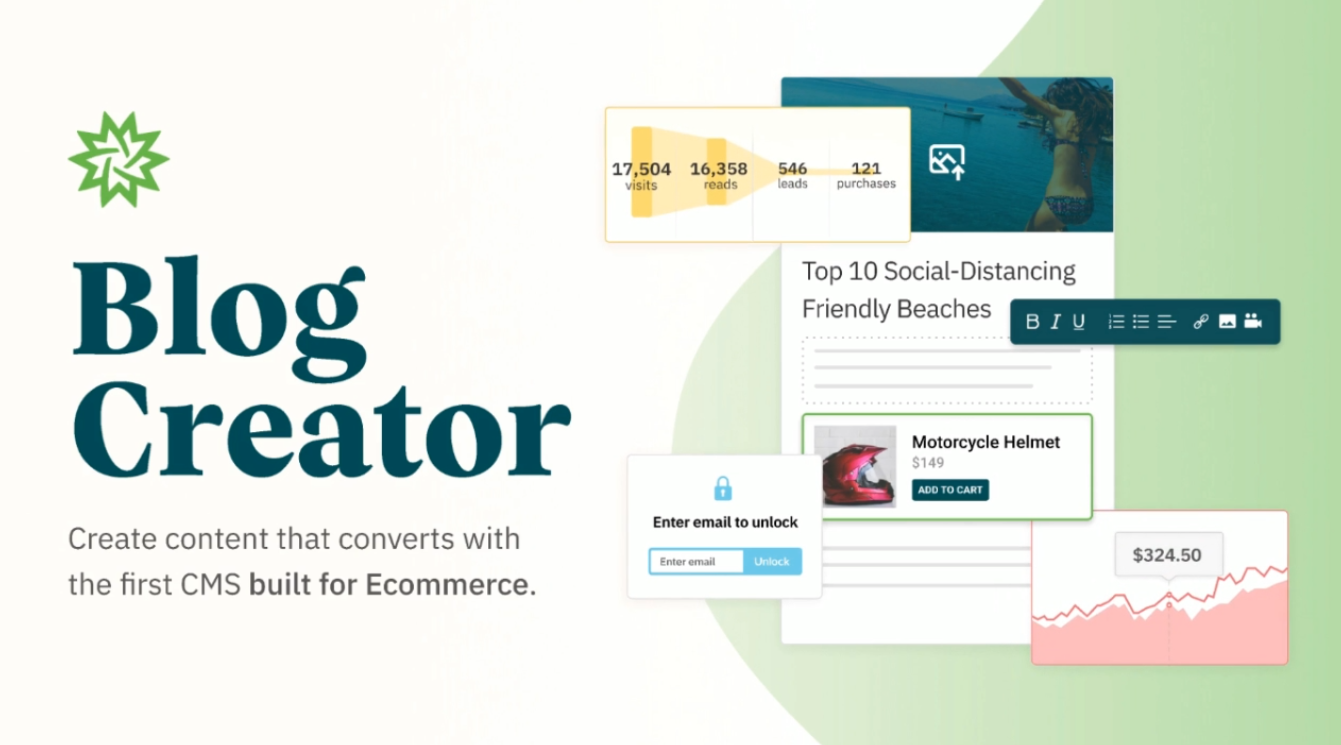 Blog
Creator
Create content that converts with
the first CMS built for Ecommerce.
17,504 16,358 546 121
visits reads leads purchases
Top 10 Social-Distancing
Friendly Beaches
B I U
Motorcycle Helmet
$149
ADD TO CART
Enter email to unlock
Enter email Unlock
$324.50